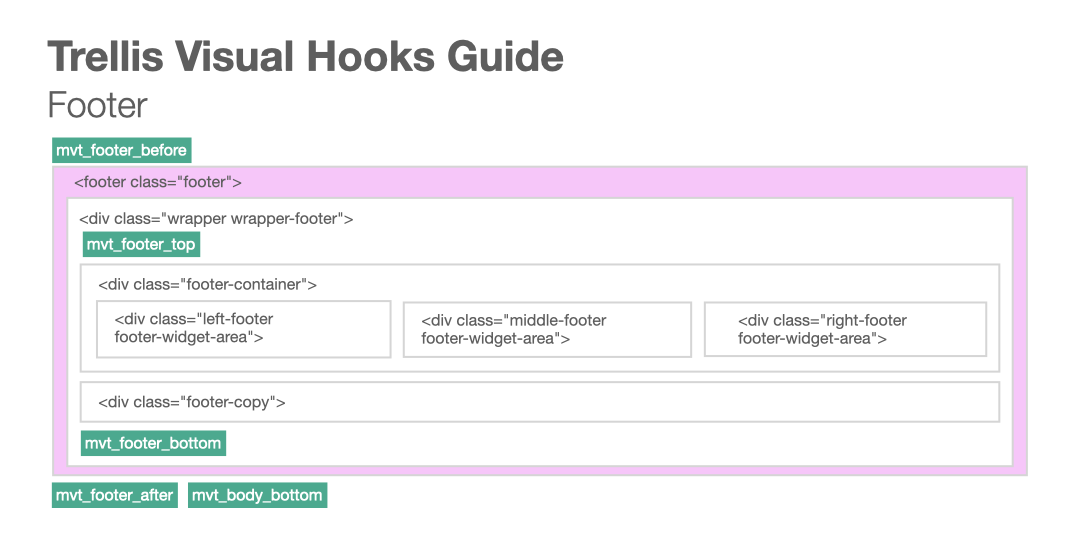 Trellis Visual Hooks Guide
Footer
mvt_footer_before
<footer class="footer">
<div class="wrapper wrapper-footer">
mvt_footer_top
<div class="footer-container">
<div class="left-footer
footer-widget-area">
<div class="middle-footer
footer-widget-area">
<div class="right-footer
footer-widget-area">
<div class="footer-copy">
mvt_footer_bottom
mvt_footer_after
mvt_body_bottom